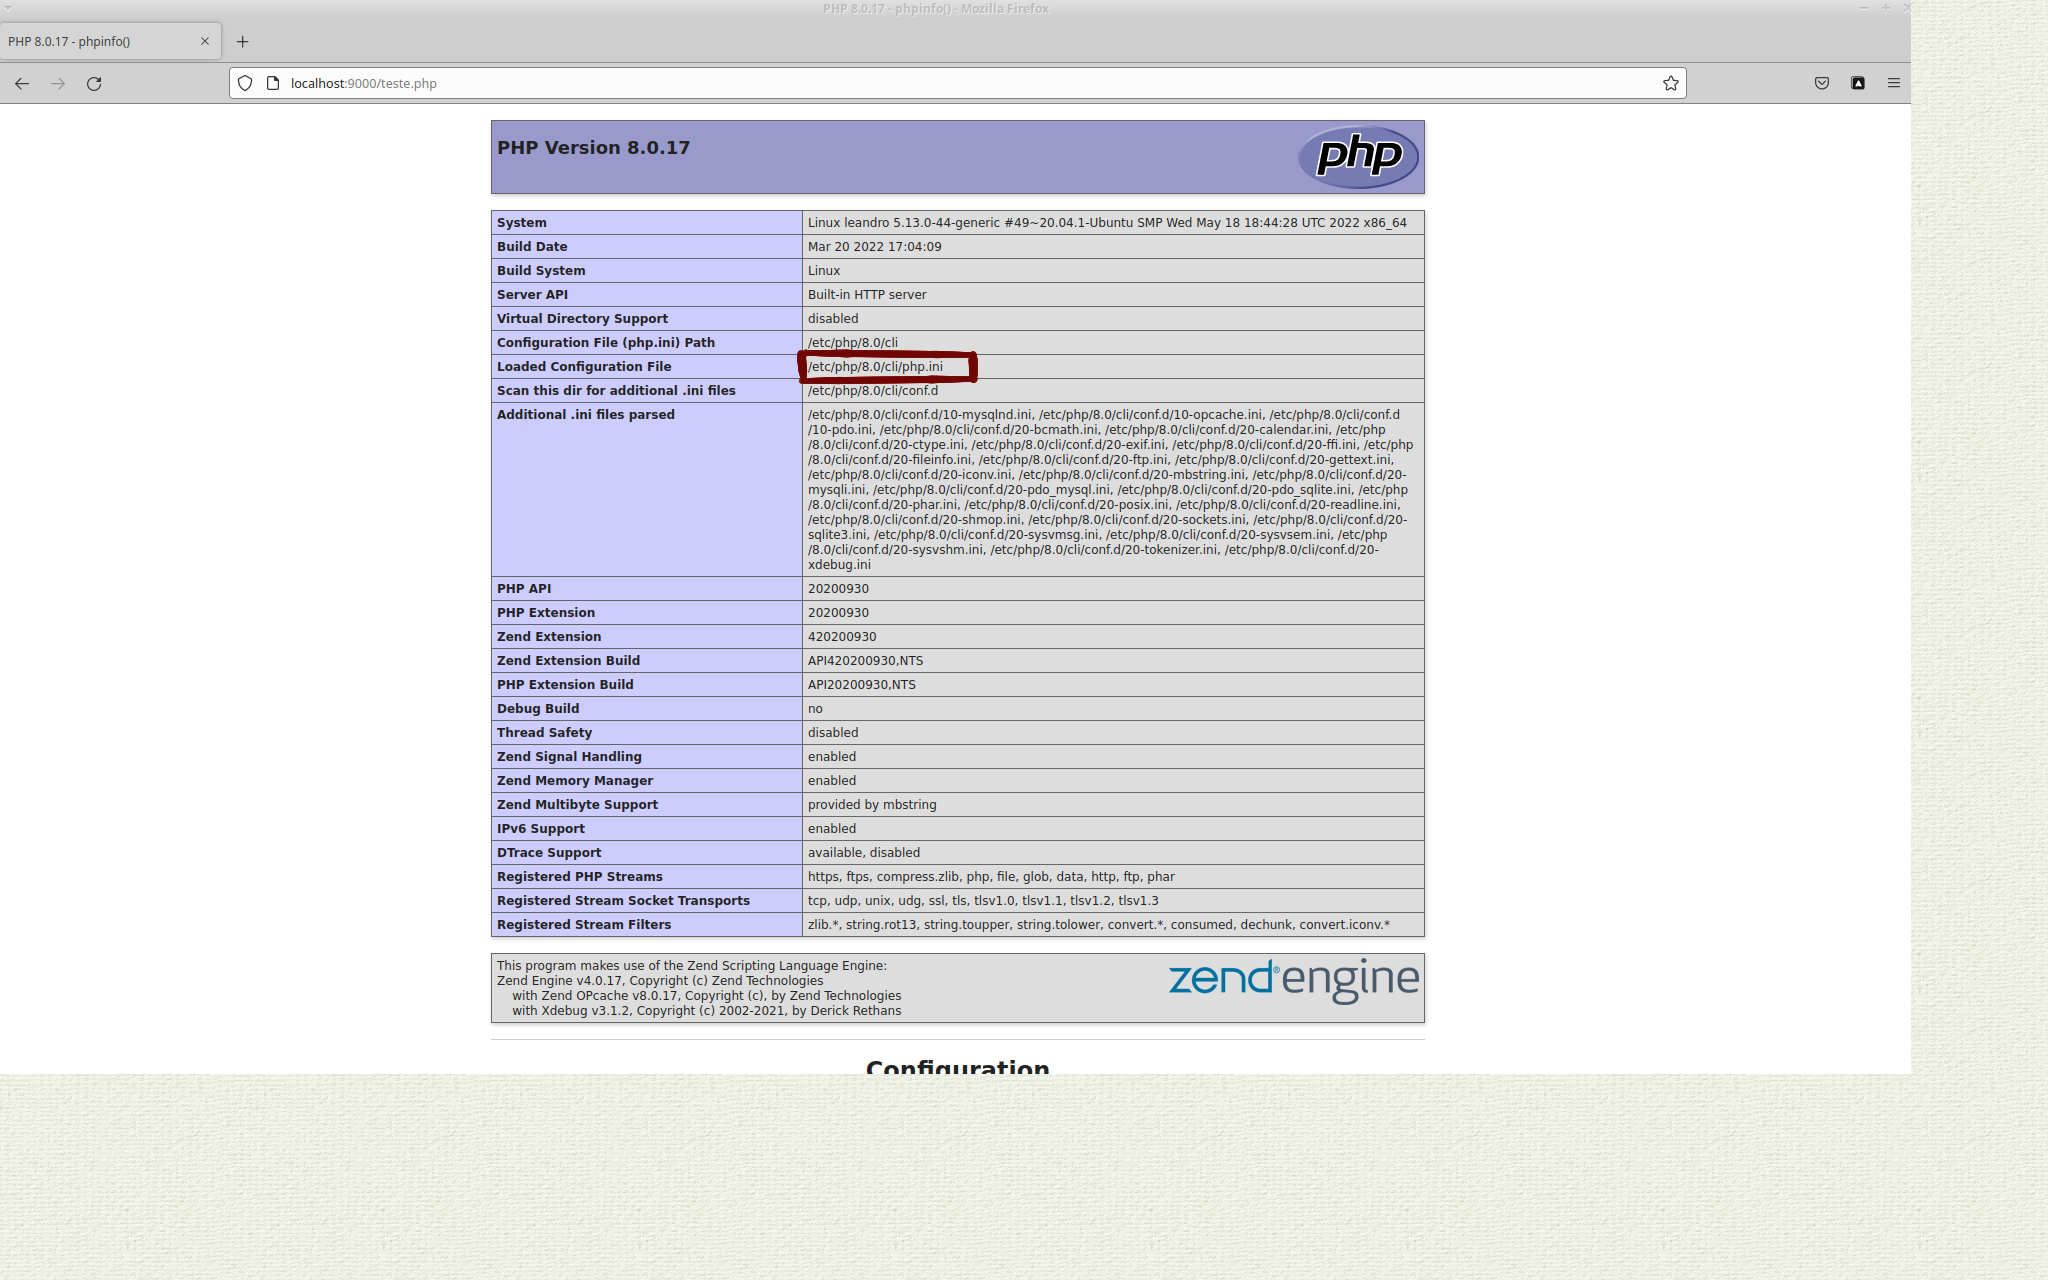 PHP 8.0.17 - phpinfo() - Mozilla Firefox
PHP 8.0.17 - phpinfo()
localhost:9000/teste.php
PHP Version 8.0.17
php
System Linux leandro 5.13.0-44-generic #49~20.04.1-Ubuntu SMP Wed May 18 18:44:28 UTC 2022 x86_64
Build Date Mar 20 2022 17:04:09
Build System Linux
Server API Built-in HTTP server
Virtual Directory Support disabled
Configuration File (php.ini) Path /etc/php/8.0/cli
Loaded Configuration File /etc/php/8.0/cli/php.ini
Scan this dir for additional .ini files /etc/php/8.0/cli/conf.d
Additional .ini files parsed /etc/php/8.0/cli/conf.d/10-mysqlnd.ini, /etc/php/8.0/cli/conf.d/10-opcache.ini, /etc/php/8.0/cli/conf.d
/10-pdo.ini, /etc/php/8.0/cli/conf.d/20-bcmath.ini, /etc/php/8.0/cli/conf.d/20-calendar.ini, /etc/php
/8.0/cli/conf.d/20-ctype.ini, /etc/php/8.0/cli/conf.d/20-exif.ini, /etc/php/8.0/cli/conf.d/20-ffi.ini, /etc/php
/8.0/cli/conf.d/20-fileinfo.ini, /etc/php/8.0/cli/conf.d/20-ftp.ini, /etc/php/8.0/cli/conf.d/20-gettext.ini,
/etc/php/8.0/cli/conf.d/20-iconv.ini, /etc/php/8.0/cli/conf.d/20-mbstring.ini, /etc/php/8.0/cli/conf.d/20-
mysqli.ini, /etc/php/8.0/cli/conf.d/20-pdo_mysql.ini, /etc/php/8.0/cli/conf.d/20-pdo_sqlite.ini, /etc/php
/8.0/cli/conf.d/20-phar.ini, /etc/php/8.0/cli/conf.d/20-posix.ini, /etc/php/8.0/cli/conf.d/20-readline.ini,
/etc/php/8.0/cli/conf.d/20-shmop.ini, /etc/php/8.0/cli/conf.d/20-sockets.ini, /etc/php/8.0/cli/conf.d/20-
sqlite3.ini, /etc/php/8.0/cli/conf.d/20-sysvmsg.ini, /etc/php/8.0/cli/conf.d/20-sysvsem.ini, /etc/php
/8.0/cli/conf.d/20-sysvshm.ini, /etc/php/8.0/cli/conf.d/20-tokenizer.ini, /etc/php/8.0/cli/conf.d/20-
xdebug.ini
PHP API 20200930
PHP Extension 20200930
Zend Extension 420200930
Zend Extension Build API420200930,NTS
PHP Extension Build API20200930,NTS
Debug Build no
Thread Safety disabled
Zend Signal Handling enabled
Zend Memory Manager enabled
Zend Multibyte Support provided by mbstring
IPv6 Support enabled
DTrace Support available, disabled
Registered PHP Streams https, ftps, compress.zlib, php, file, glob, data, http, ftp, phar
Registered Stream Socket Transports tcp, udp, unix, udg, ssl, tls, tlsv1.0, tlsv1.1, tlsv1.2, tlsv1.3
Registered Stream Filters zlib.*, string.rot13, string.toupper, string.tolower, convert.*, consumed, dechunk, convert.iconv.*
This program makes use of the Zend Scripting Language Engine:
Zend Engine v4.0.17, Copyright (c) Zend Technologies
with Zend OPcache v8.0.17, Copyright (c), by Zend Technologies
with Xdebug v3.1.2, Copyright (c) 2002-2021, by Derick Rethans
zend® engine
Configuration